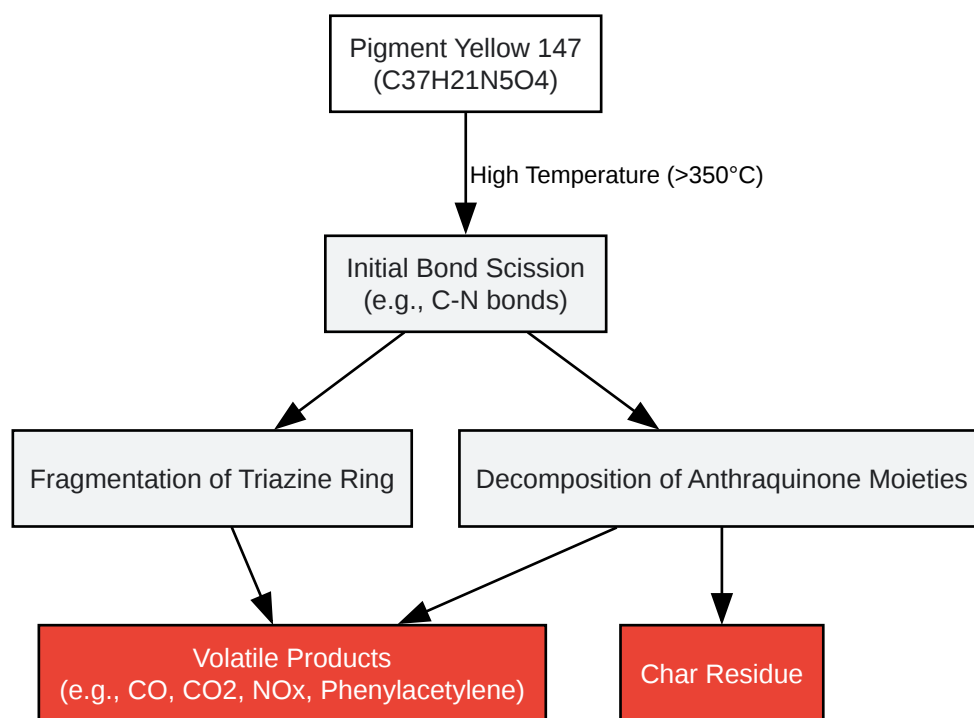 Pigment Yellow 147
(C37H21N5O4)
High Temperature (>350°C)
Initial Bond Scission
(e.g., C-N bonds)
Fragmentation of Triazine Ring
Decomposition of Anthraquinone Moieties
Volatile Products
(e.g., CO, CO2, NOx, Phenylacetylene)
Char Residue